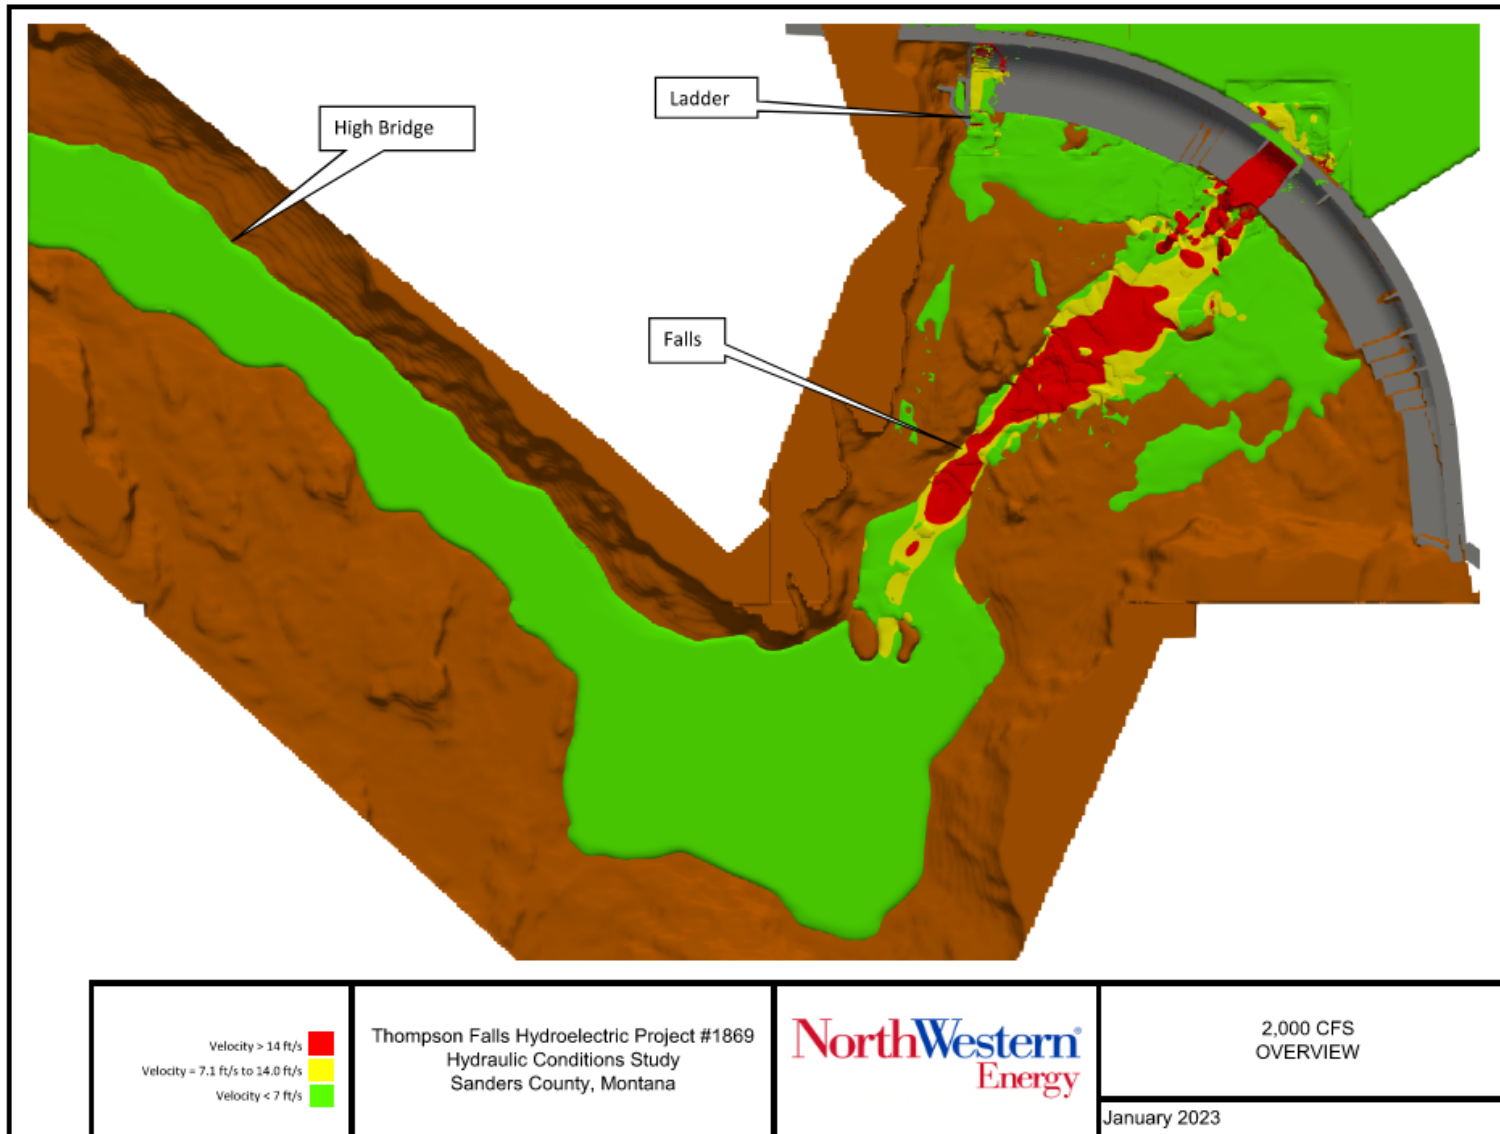 High Bridge
Ladder
Falls
Velocity > 14 ft/s
Velocity = 7.1 ft/s to 14.0 ft/s
Velocity < 7 ft/s
Thompson Falls Hydroelectric Project #1869
Hydraulic Conditions Study
Sanders County, Montana
NorthWestern®
Energy
2,000 CFS
OVERVIEW
January 2023